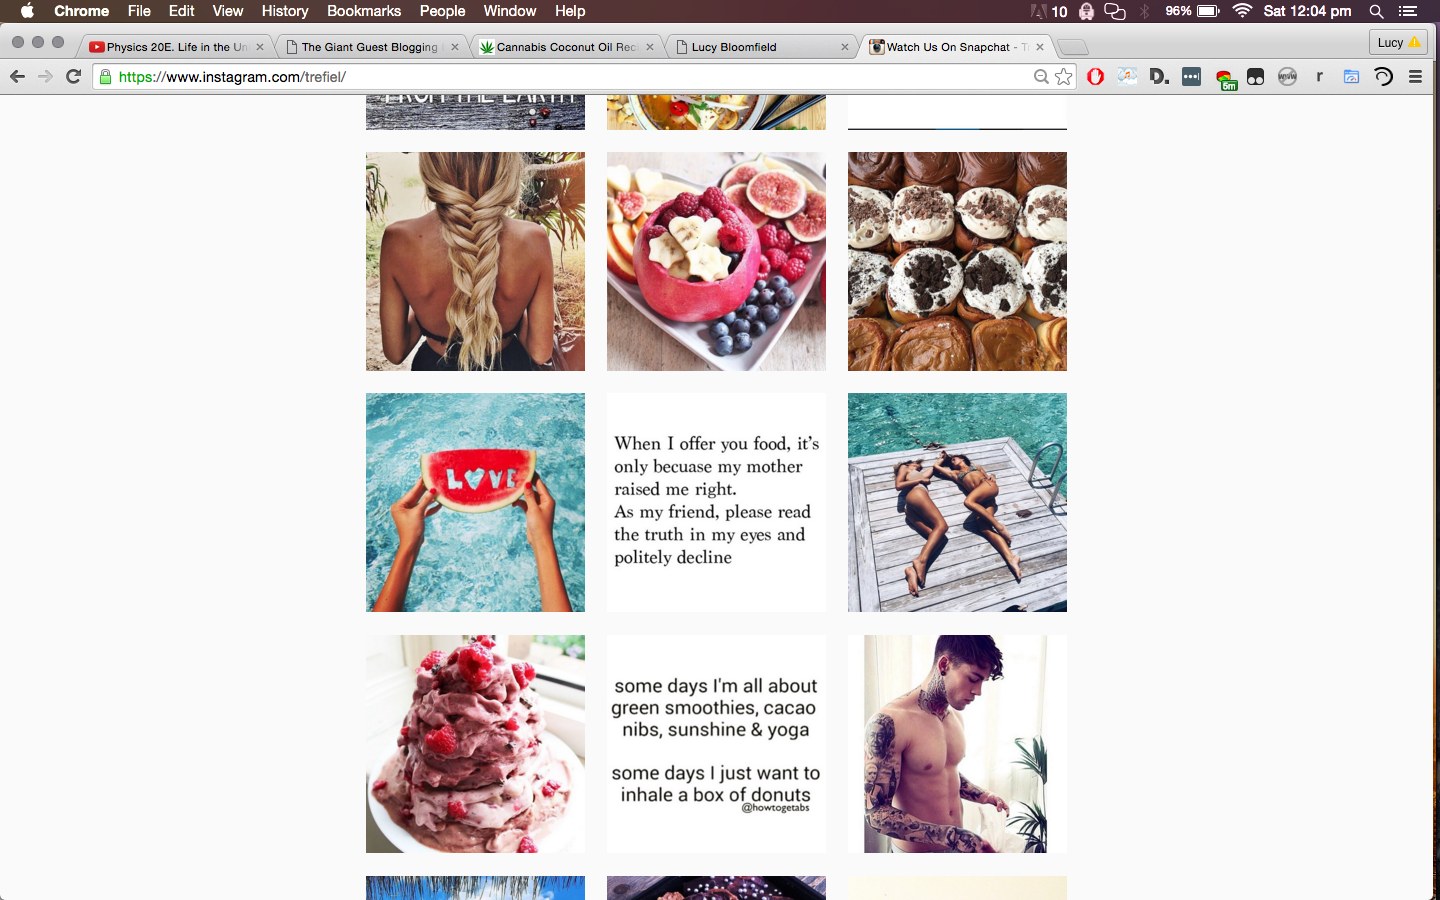 Chrome File Edit View History Bookmarks People Window Help
10 96% Sat 12:04 pm
Physics 20E. Life in the Un
The Giant Guest Blogging
Cannabis Coconut Oil Rec
Lucy Bloomfield
Watch Us On Snapchat - T
Lucy
https://www.instagram.com/trefiel/
D.
5m
www
r
FROM THE EARTH
LOVE
When I offer you food, it's
only becuase my mother
raised me right.
As my friend, please read
the truth in my eyes and
politely decline
some days I'm all about
green smoothies, cacao
nibs, sunshine & yoga
some days I just want to
inhale a box of donuts
@howtogetabs